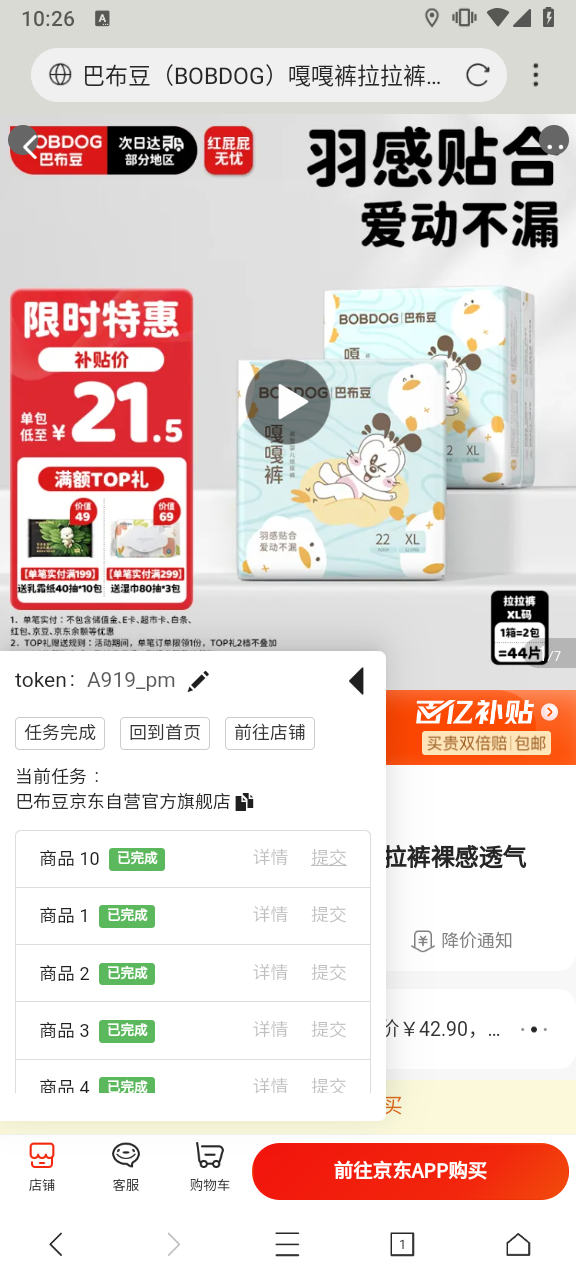 10:26
巴布豆（BOBDOG）嘎嘎裤拉拉裤...
BOBDOG
巴布豆
次日达
部分地区
红屁屁
无忧
羽感贴合
爱动不漏
限时特惠
补贴价
单包
低至 ¥21.5
满额TOP礼
价值
49
价值
69
【单笔实付满199】
送乳霜纸40抽*10包
【单笔实付满299】
送湿巾80抽*3包
BOBDOG 巴布豆
嘎
XL
BOBDOG 巴布豆
嘎嘎裤
羽感贴合
爱动不漏
22 XL
1、单笔实付：不包含储值金、E卡、超市卡、白条、
红包、京豆、京东余额等优惠
2、TOP礼赠送规则：活动期间，单笔订单限领1份，TOP礼2档不叠加
拉拉裤
XL码
1箱=2包
=44片
/7
token： A919_pm
任务完成 回到首页 前往店铺
当前任务：
巴布豆京东自营官方旗舰店
商品 10 已完成 详情 提交
商品 1 已完成 详情 提交
商品 2 已完成 详情 提交
商品 3 已完成 详情 提交
商品 4 已完成 详情 提交
百亿补贴
买贵双倍赔 包邮
拉裤裸感透气
降价通知
价￥42.90，...
买
店铺 客服 购物车
前往京东APP购买
1